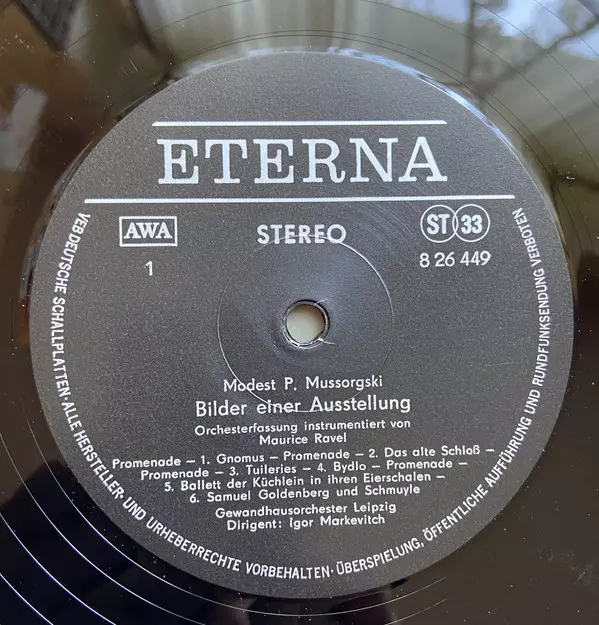 ETERNA
AWA
STEREO
ST 33
1
8 26 449
Modest P. Mussorgski
Bilder einer Ausstellung
Orchesterfassung instrumentiert von
Maurice Ravel
Promenade – 1. Gnomus – Promenade – 2. Das alte Schloß –
Promenade – 3. Tuileries – 4. Bydlo – Promenade –
5. Ballett der Küchlein in ihren Eierschalen –
6. Samuel Goldenberg und Schmuyle
Gewandhausorchester Leipzig
Dirigent: Igor Markevitch
VEB DEUTSCHE SCHALLPLATTEN · ALLE HERSTELLER- UND URHEBERRECHTE VORBEHALTEN · ÜBERSPIELUNG, ÖFFENTLICHE AUFFÜHRUNG UND RUNDFUNKSENDUNG VERBOTEN